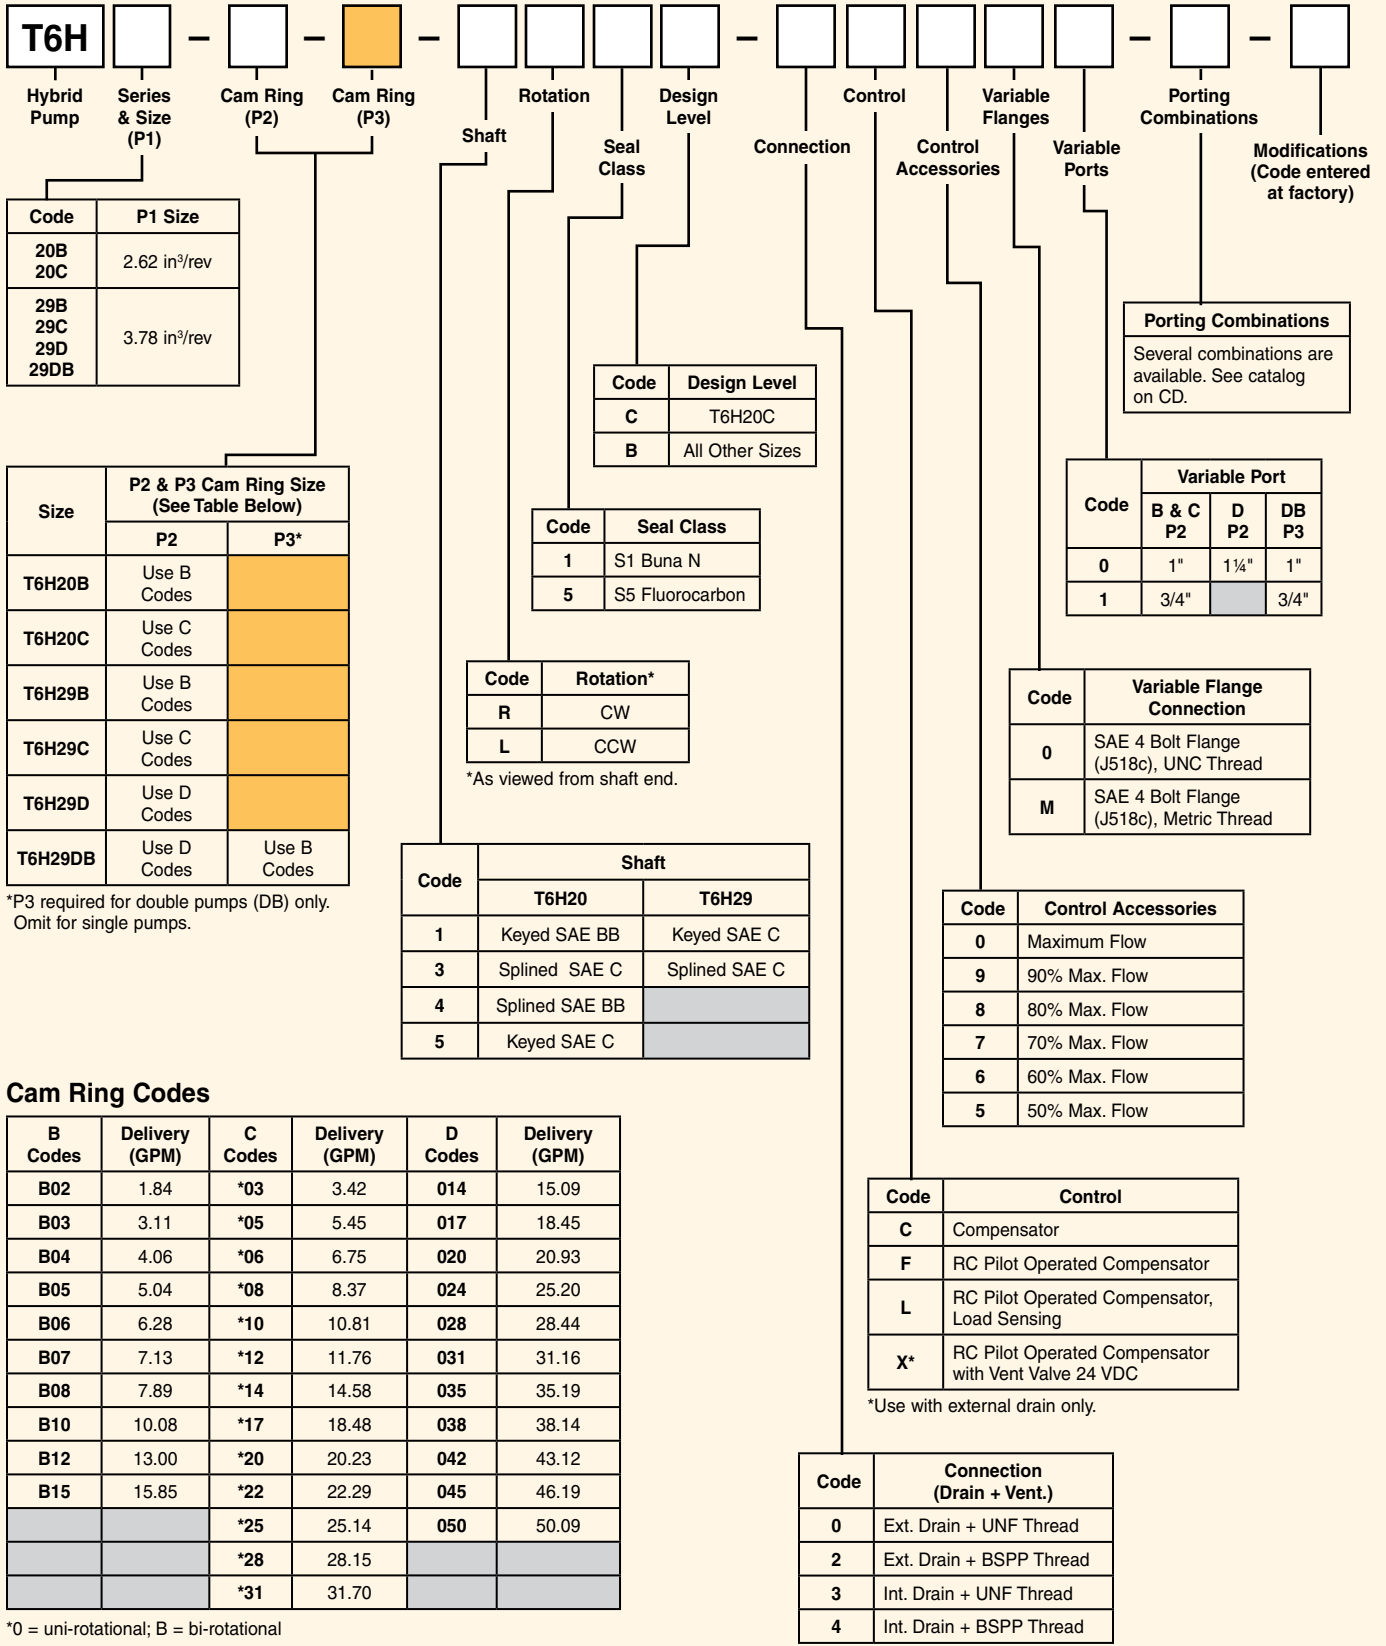 T6H – – – – – –
Hybrid
Pump
Series
& Size
(P1)
Cam Ring
(P2)
Cam Ring
(P3)
Shaft
Rotation
Seal
Class
Design
Level
Connection
Control
Control
Accessories
Variable
Flanges
Variable
Ports
Porting
Combinations
Modifications
(Code entered
at factory)
Code P1 Size
20B
20C
2.62 in³/rev
29B
29C
29D
29DB
3.78 in³/rev
Porting Combinations
Several combinations are
available. See catalog
on CD.
Code Design Level
C T6H20C
B All Other Sizes
Size
P2 & P3 Cam Ring Size
(See Table Below)
P2 P3*
T6H20B Use B
Codes
T6H20C Use C
Codes
T6H29B Use B
Codes
T6H29C Use C
Codes
T6H29D Use D
Codes
T6H29DB Use D
Codes
Use B
Codes
*P3 required for double pumps (DB) only.
Omit for single pumps.
Code Variable Port
B & C
P2
D
P2
DB
P3
0 1" 1¼" 1"
1 3/4" 3/4"
Code Seal Class
1 S1 Buna N
5 S5 Fluorocarbon
Code Rotation*
R CW
L CCW
*As viewed from shaft end.
Code Variable Flange
Connection
0 SAE 4 Bolt Flange
(J518c), UNC Thread
M SAE 4 Bolt Flange
(J518c), Metric Thread
Code Shaft
T6H20 T6H29
1 Keyed SAE BB Keyed SAE C
3 Splined SAE C Splined SAE C
4 Splined SAE BB
5 Keyed SAE C
Code Control Accessories
0 Maximum Flow
9 90% Max. Flow
8 80% Max. Flow
7 70% Max. Flow
6 60% Max. Flow
5 50% Max. Flow
Cam Ring Codes
B
Codes
Delivery
(GPM)
C
Codes
Delivery
(GPM)
D
Codes
Delivery
(GPM)
B02 1.84 *03 3.42 014 15.09
B03 3.11 *05 5.45 017 18.45
B04 4.06 *06 6.75 020 20.93
B05 5.04 *08 8.37 024 25.20
B06 6.28 *10 10.81 028 28.44
B07 7.13 *12 11.76 031 31.16
B08 7.89 *14 14.58 035 35.19
B10 10.08 *17 18.48 038 38.14
B12 13.00 *20 20.23 042 43.12
B15 15.85 *22 22.29 045 46.19
*25 25.14 050 50.09
*28 28.15
*31 31.70
*0 = uni-rotational; B = bi-rotational
Code Control
C Compensator
F RC Pilot Operated Compensator
L RC Pilot Operated Compensator,
Load Sensing
X* RC Pilot Operated Compensator
with Vent Valve 24 VDC
*Use with external drain only.
Code Connection
(Drain + Vent.)
0 Ext. Drain + UNF Thread
2 Ext. Drain + BSPP Thread
3 Int. Drain + UNF Thread
4 Int. Drain + BSPP Thread